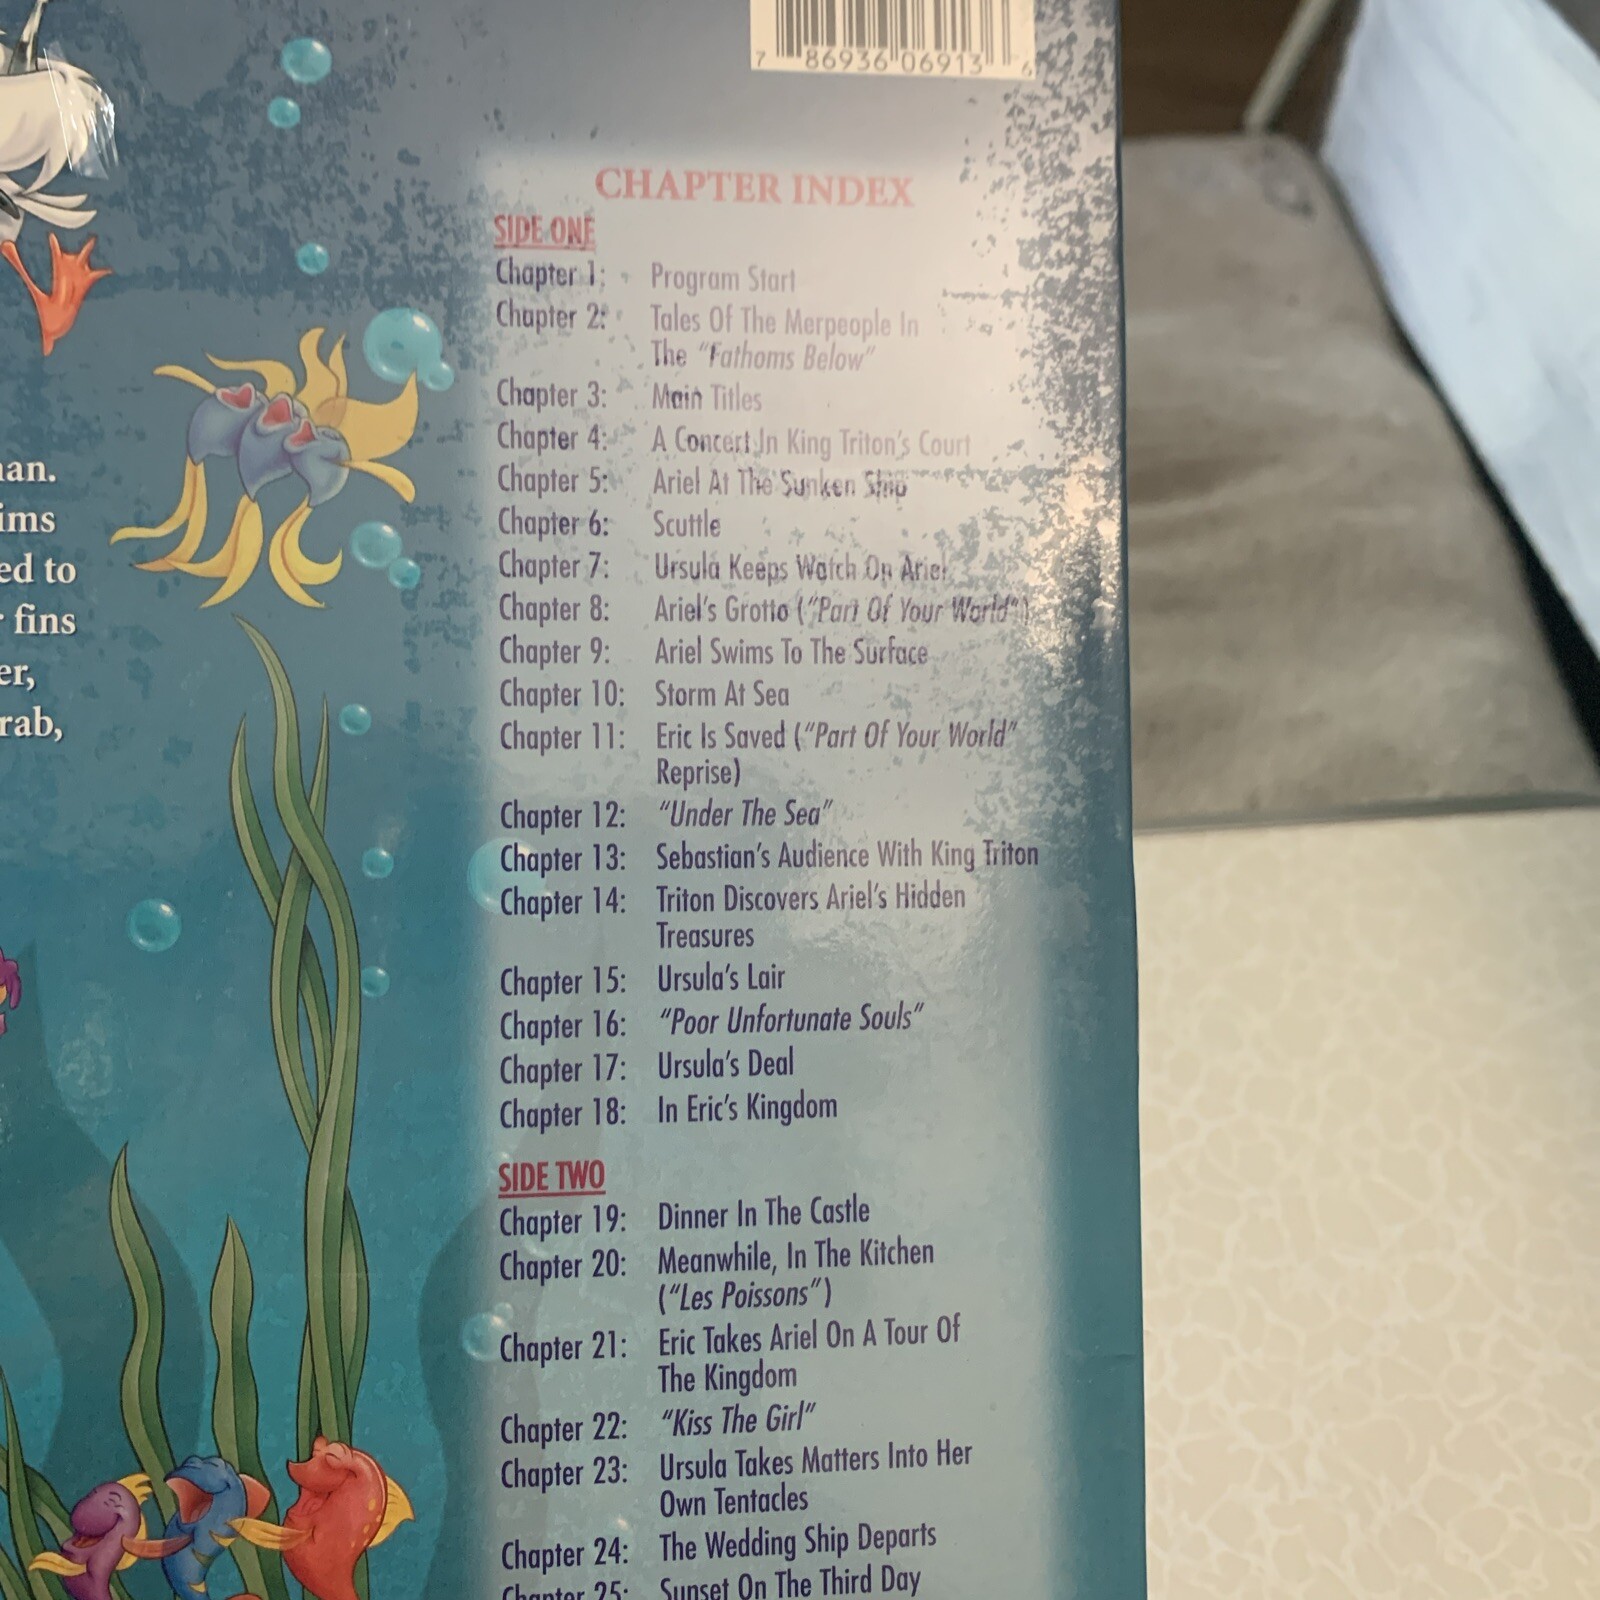 7 86936 06913 6
an.
ims
ed to
fins
er,
rab,
CHAPTER INDEX
SIDE ONE
Chapter 1: Program Start
Chapter 2: Tales Of The Merpeople In
The “Fathoms Below”
Chapter 3: Main Titles
Chapter 4: A Concert In King Triton’s Court
Chapter 5: Ariel At The Sunken Ship
Chapter 6: Scuttle
Chapter 7: Ursula Keeps Watch On Ariel
Chapter 8: Ariel’s Grotto (“Part Of Your World”)
Chapter 9: Ariel Swims To The Surface
Chapter 10: Storm At Sea
Chapter 11: Eric Is Saved (“Part Of Your World”
Reprise)
Chapter 12: “Under The Sea”
Chapter 13: Sebastian’s Audience With King Triton
Chapter 14: Triton Discovers Ariel’s Hidden
Treasures
Chapter 15: Ursula’s Lair
Chapter 16: “Poor Unfortunate Souls”
Chapter 17: Ursula’s Deal
Chapter 18: In Eric’s Kingdom
SIDE TWO
Chapter 19: Dinner In The Castle
Chapter 20: Meanwhile, In The Kitchen
(“Les Poissons”)
Chapter 21: Eric Takes Ariel On A Tour Of
The Kingdom
Chapter 22: “Kiss The Girl”
Chapter 23: Ursula Takes Matters Into Her
Own Tentacles
Chapter 24: The Wedding Ship Departs
Chapter 25: Sunset On The Third Day